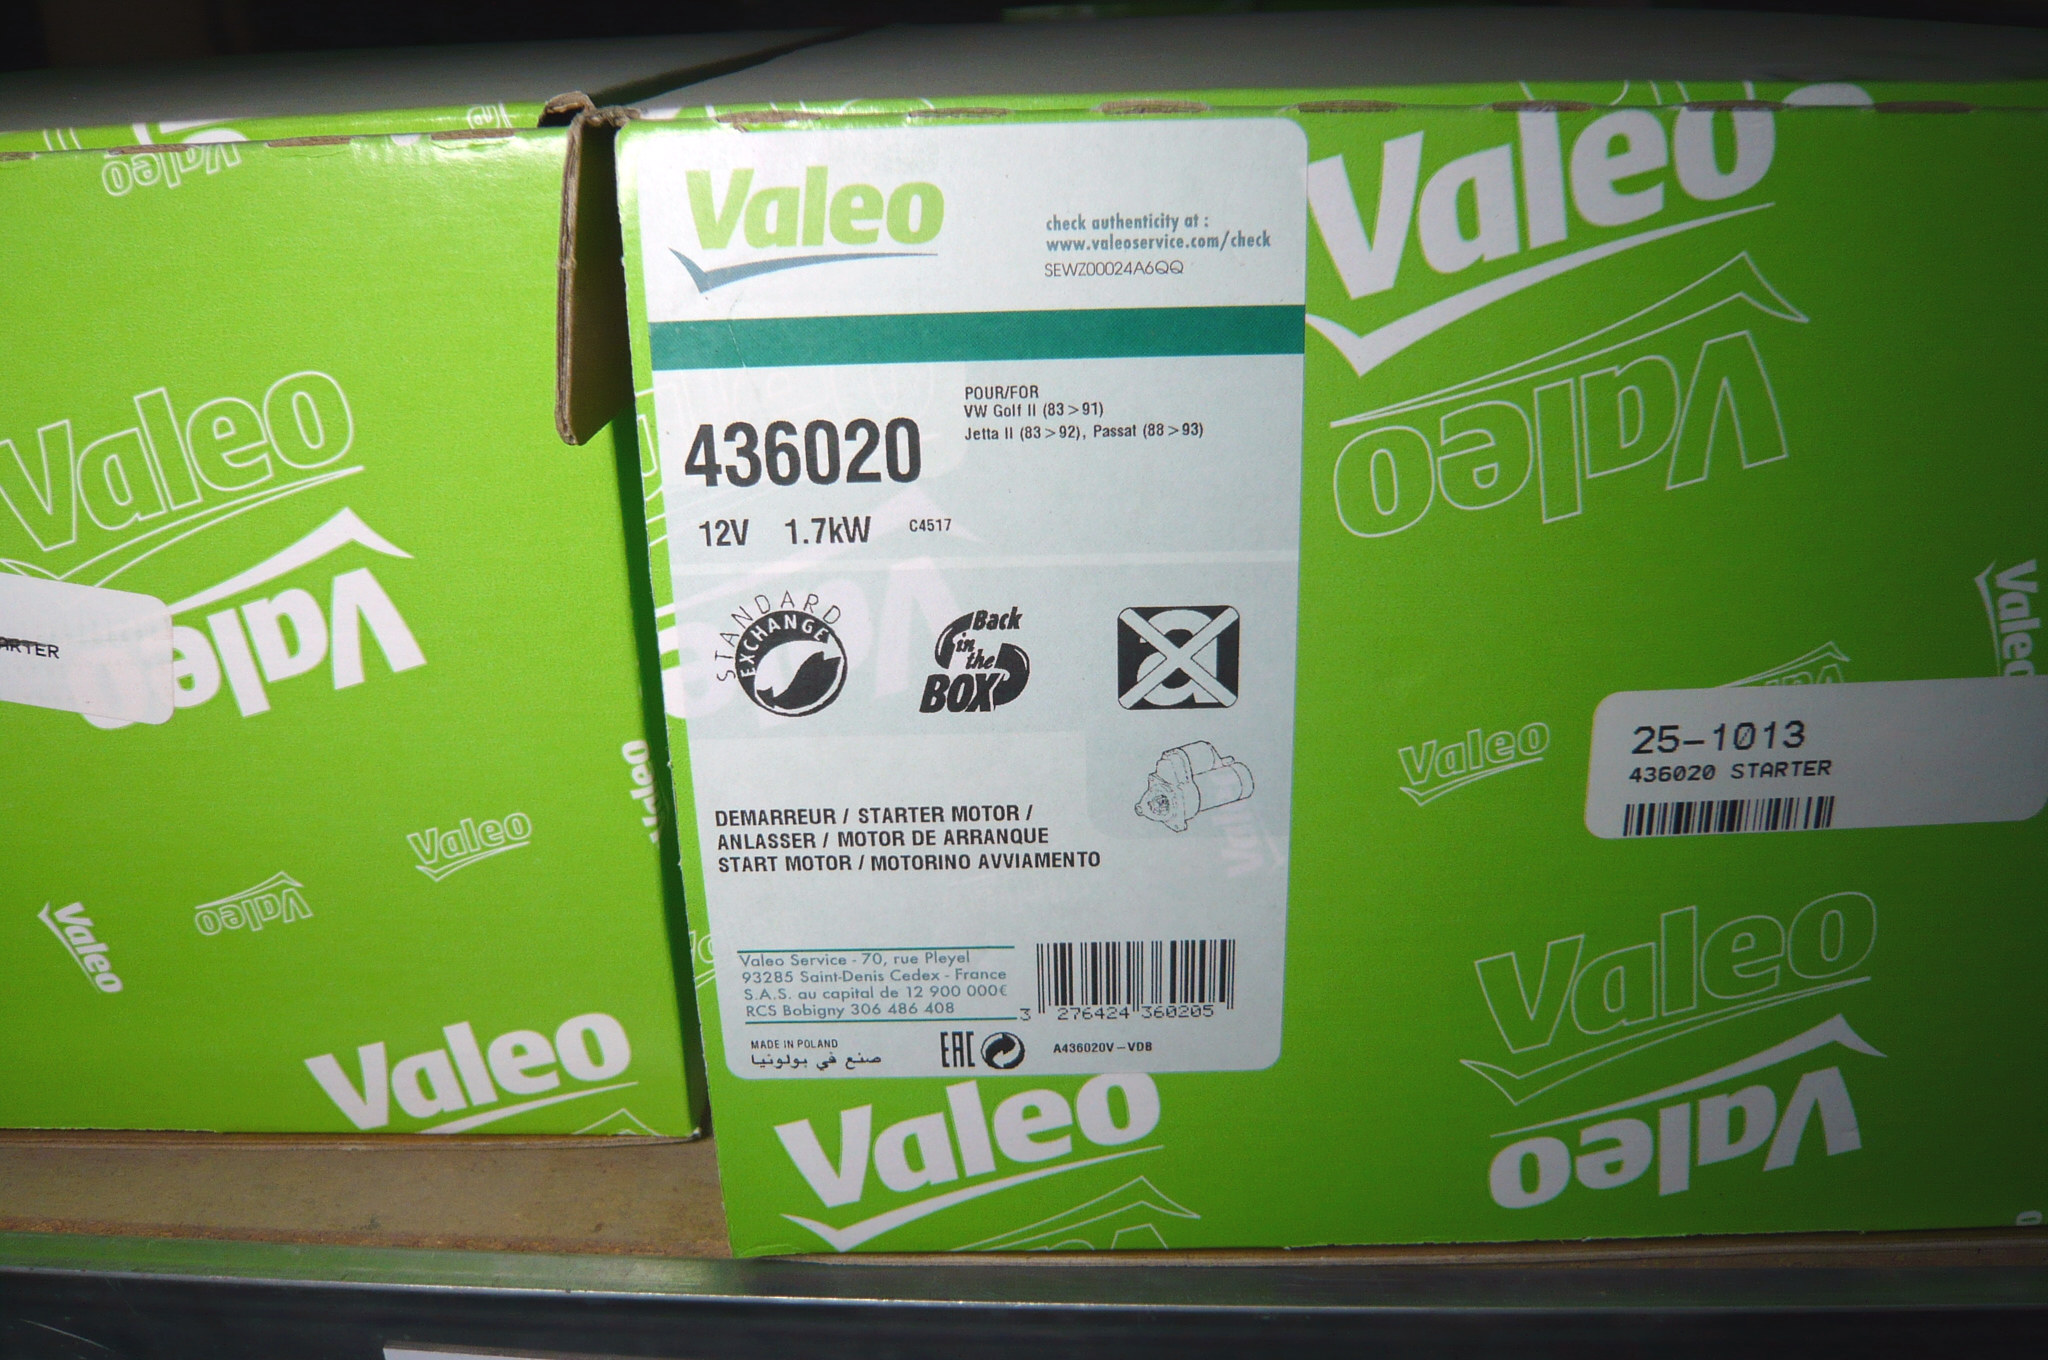 Valeo
check authenticity at :
www.valeoservice.com/check
SEWZ00024A6QQ
POUR/FOR
VW Golf II (83>91)
Jetta II (83>92), Passat (88>93)
436020
12V 1.7kW C4517
STANDARD
EXCHANGE
Back
in the
BOX
a
DEMARREUR / STARTER MOTOR /
ANLASSER / MOTOR DE ARRANQUE
START MOTOR / MOTORINO AVVIAMENTO
Valeo Service - 70, rue Pleyel
93285 Saint-Denis Cedex - France
S.A.S. au capital de 12 900 000€
RCS Bobigny 306 486 408
3 276424 360205
MADE IN POLAND
صنع في بولونيا
EAC
A436020V-VDB
Valeo
Valeo
Valeo
Valeo
25-1013
436020 STARTER
Valeo
Valeo
Valeo
Valeo
Valeo
Valeo
ARTER
Valeo
Valeo
Valeo
Valeo
Valeo
Valeo